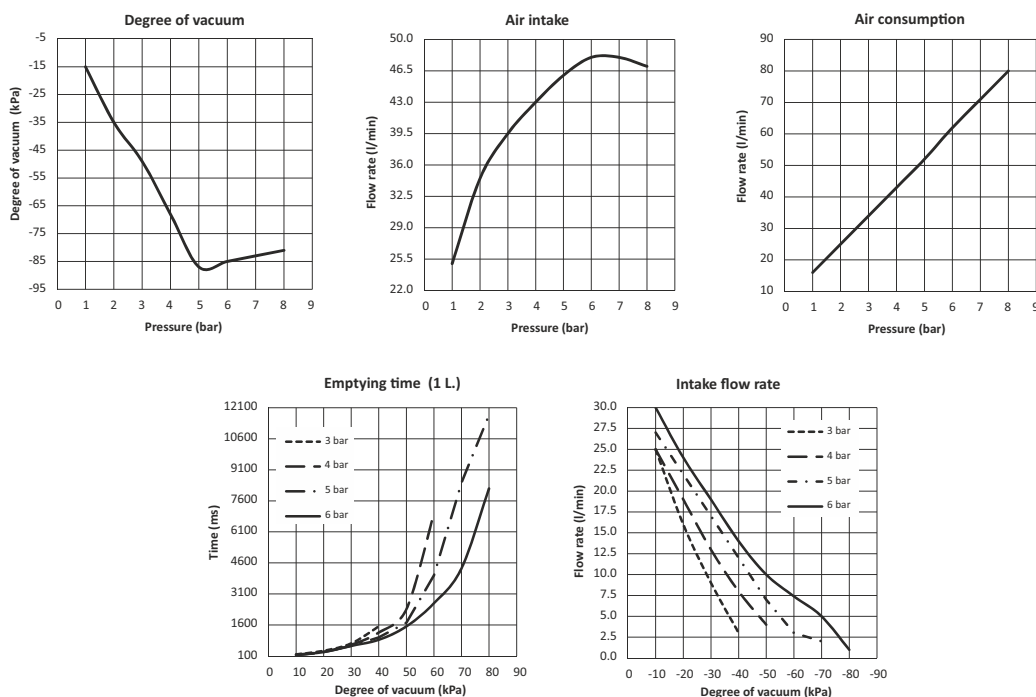 Degree of vacuum
Degree of vacuum (kPa)
-5
-15
-25
-35
-45
-55
-65
-75
-85
-95
0 1 2 3 4 5 6 7 8 9
Pressure (bar)
Air intake
Flow rate (l/min)
50.0
46.5
43.0
39.5
36.0
32.5
29.0
25.5
22.0
0 1 2 3 4 5 6 7 8 9
Pressure (bar)
Air consumption
Flow rate (l/min)
90
80
70
60
50
40
30
20
10
0 1 2 3 4 5 6 7 8 9
Pressure (bar)
Emptying time (1 L.)
Time (ms)
12100
10600
9100
7600
6100
4600
3100
1600
100
3 bar
4 bar
5 bar
6 bar
0 10 20 30 40 50 60 70 80 90
Degree of vacuum (kPa)
Intake flow rate
Flow rate (l/min)
30.0
27.5
25.0
22.5
20.0
17.5
15.0
12.5
10.0
7.5
5.0
2.5
0.0
3 bar
4 bar
5 bar
6 bar
0 -10 -20 -30 -40 -50 -60 -70 -80 -90
Degree of vacuum (kPa)